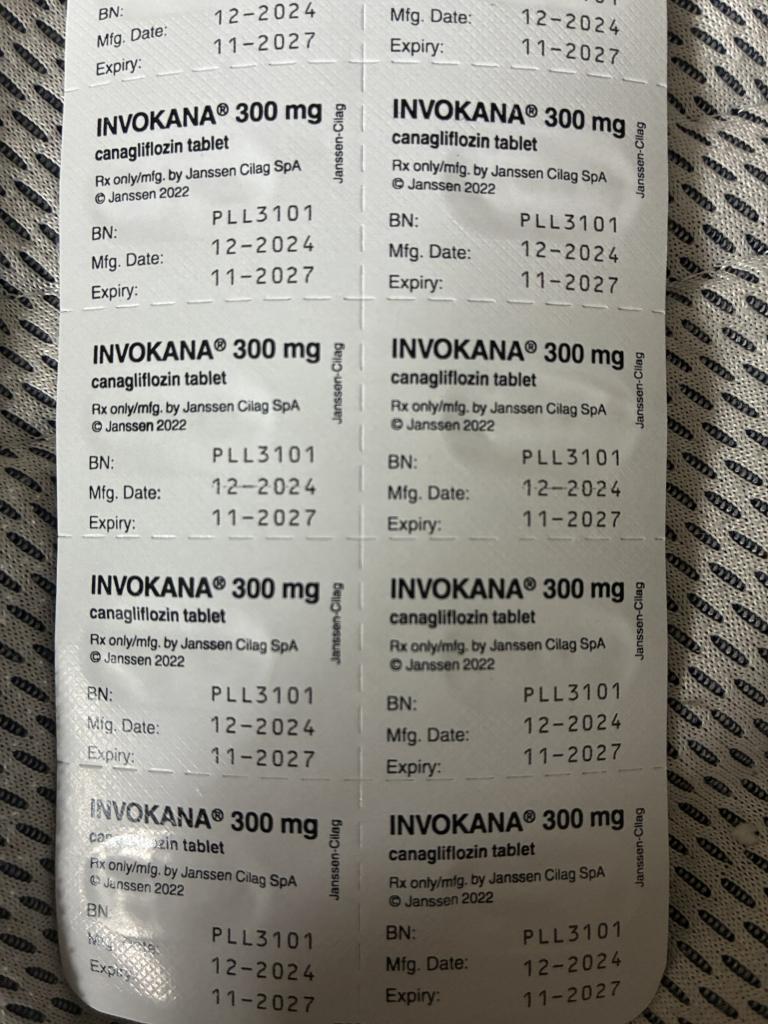 BN:
Mfg. Date: 12-2024
Expiry: 11-2027
Mfg. Date: 12-2024
Expiry: 11-2027
INVOKANA® 300 mg
canagliflozin tablet
Rx only/mfg. by Janssen Cilag SpA
© Janssen 2022
BN: PLL3101
Mfg. Date: 12-2024
Expiry: 11-2027
Janssen-Cilag
INVOKANA® 300 mg
canagliflozin tablet
Rx only/mfg. by Janssen Cilag SpA
© Janssen 2022
BN: PLL3101
Mfg. Date: 12-2024
Expiry: 11-2027
Janssen-Cilag
INVOKANA® 300 mg
canagliflozin tablet
Rx only/mfg. by Janssen Cilag SpA
© Janssen 2022
BN: PLL3101
Mfg. Date: 12-2024
Expiry: 11-2027
Janssen-Cilag
INVOKANA® 300 mg
canagliflozin tablet
Rx only/mfg. by Janssen Cilag SpA
© Janssen 2022
BN: PLL3101
Mfg. Date: 12-2024
Expiry: 11-2027
Janssen-Cilag
INVOKANA® 300 mg
canagliflozin tablet
Rx only/mfg. by Janssen Cilag SpA
© Janssen 2022
BN: PLL3101
Mfg. Date: 12-2024
Expiry: 11-2027
Janssen-Cilag
INVOKANA® 300 mg
canagliflozin tablet
Rx only/mfg. by Janssen Cilag SpA
© Janssen 2022
BN: PLL3101
Mfg. Date: 12-2024
Expiry: 11-2027
Janssen-Cilag
INVOKANA® 300 mg
canagliflozin tablet
Rx only/mfg. by Janssen Cilag SpA
© Janssen 2022
BN PLL3101
Mfg. Date: 12-2024
Expiry 11-2027
Janssen-Cilag
INVOKANA® 300 mg
canagliflozin tablet
Rx only/mfg. by Janssen Cilag SpA
© Janssen 2022
BN: PLL3101
Mfg. Date: 12-2024
Expiry: 11-2027
Janssen-Cilag